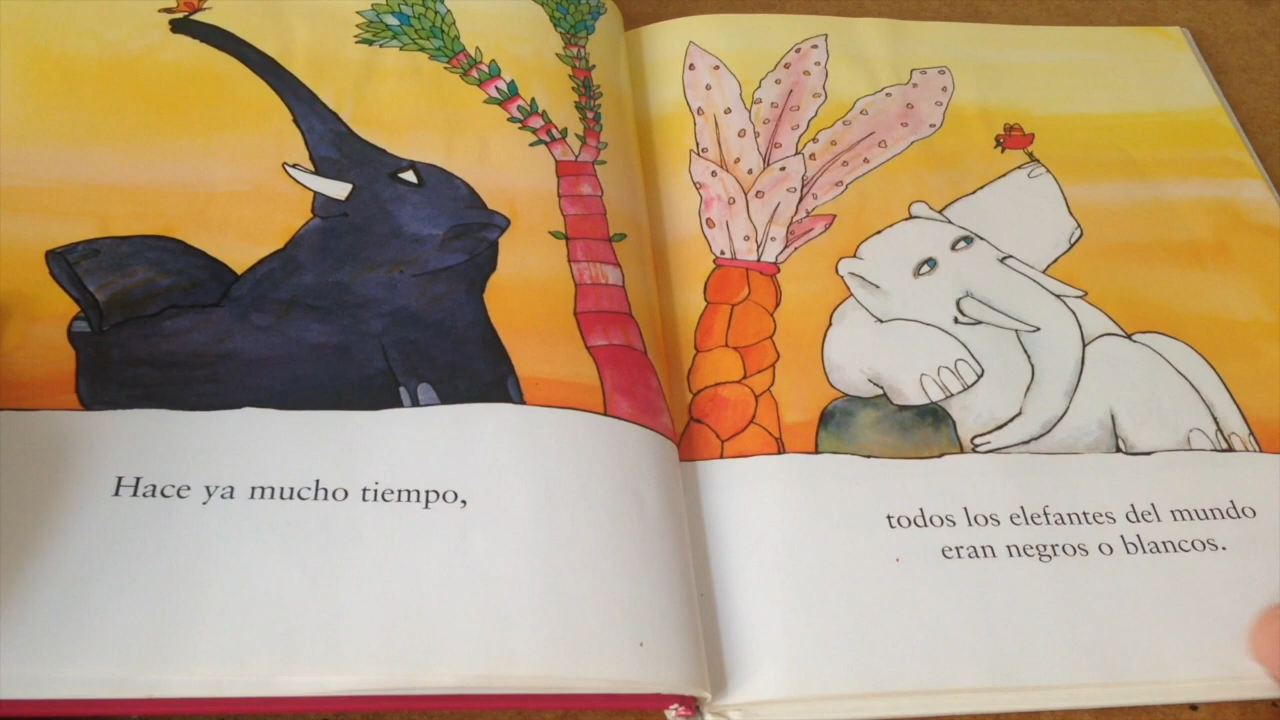 Hace ya mucho tiempo,
todos los elefantes del mundo
eran negros o blancos.